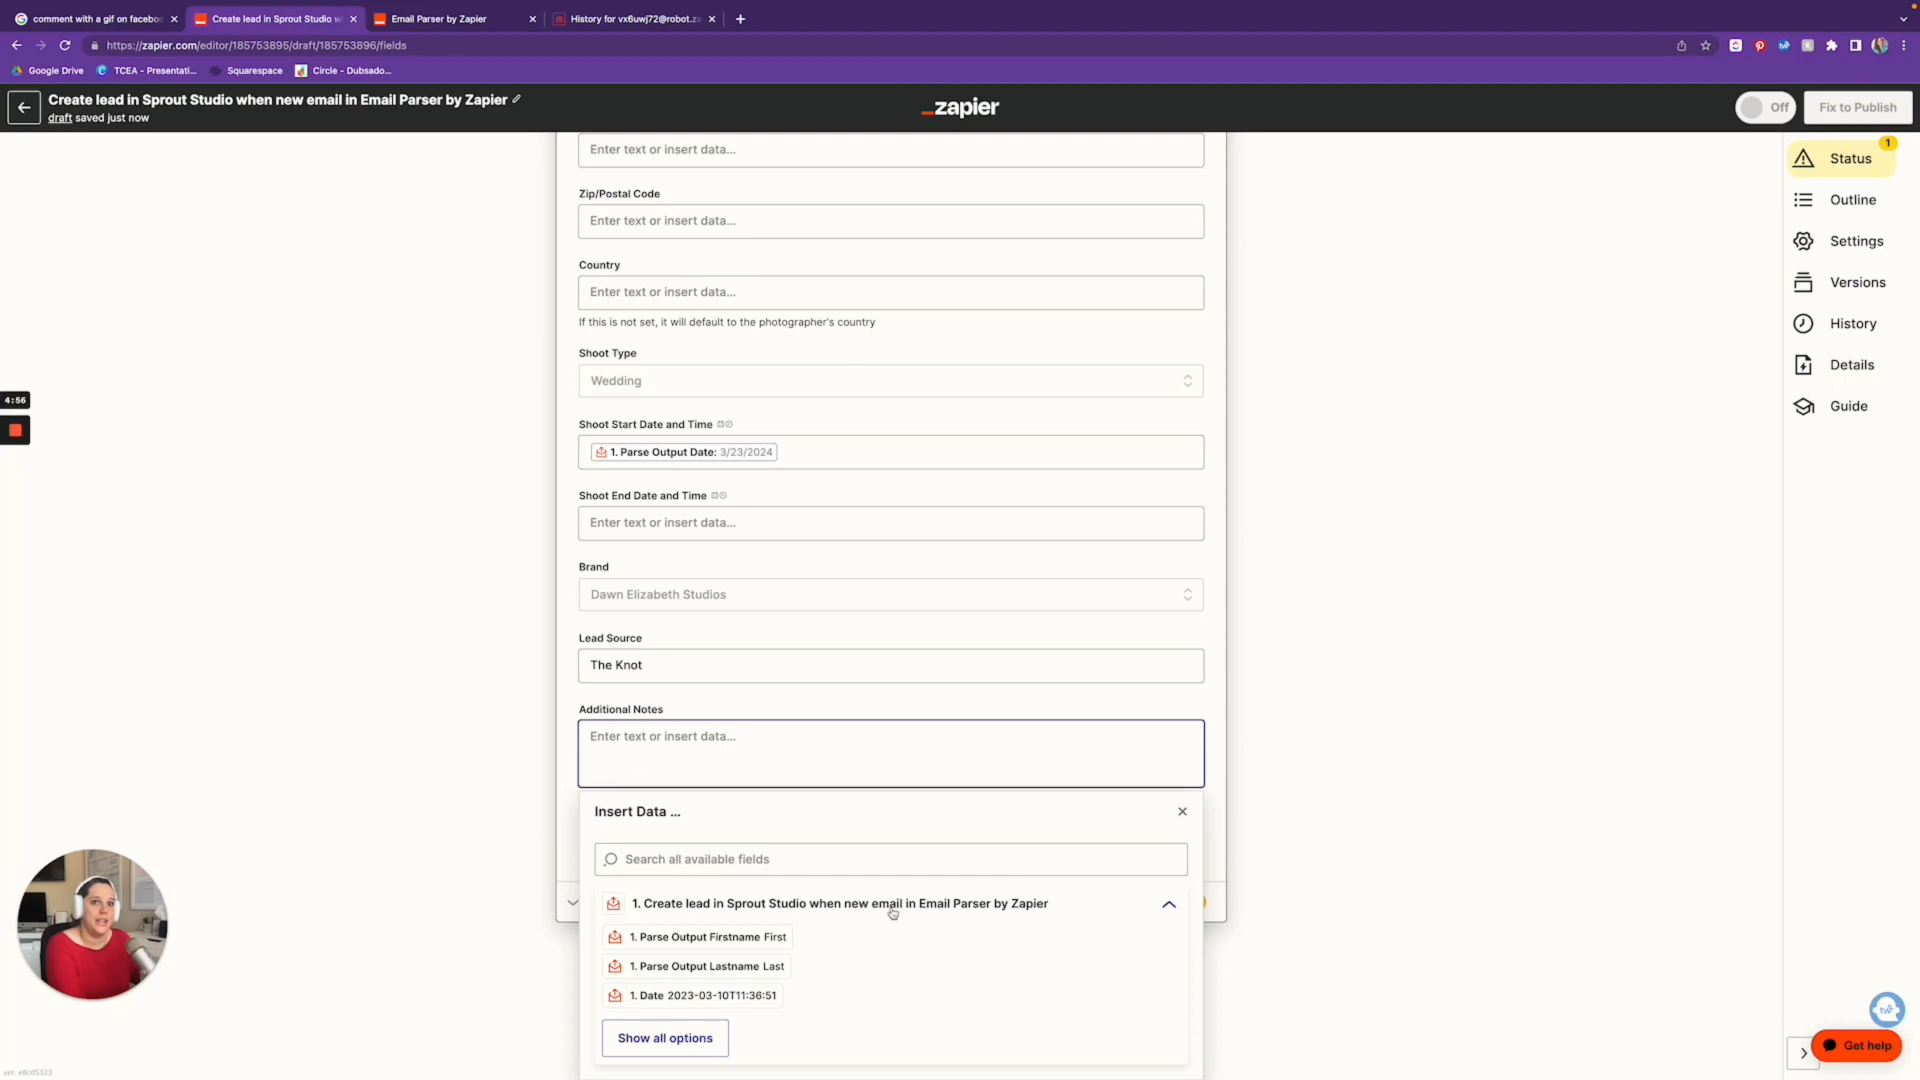 comment with a gif on faceboo
Create lead in Sprout Studio w
Email Parser by Zapier
History for vx6uwj72@robot.za
https://zapier.com/editor/185753895/draft/185753896/fields
Google Drive
TCEA - Presentati...
Squarespace
Circle - Dubsado...
Create lead in Sprout Studio when new email in Email Parser by Zapier
draft saved just now
_zapier
Off
Fix to Publish
Enter text or insert data...
Zip/Postal Code
Enter text or insert data...
Country
Enter text or insert data...
If this is not set, it will default to the photographer's country
Shoot Type
Wedding
Shoot Start Date and Time
1. Parse Output Date: 3/23/2024
Shoot End Date and Time
Enter text or insert data...
Brand
Dawn Elizabeth Studios
Lead Source
The Knot
Additional Notes
Enter text or insert data...
Insert Data ...
Search all available fields
1. Create lead in Sprout Studio when new email in Email Parser by Zapier
1. Parse Output Firstname First
1. Parse Output Lastname Last
1. Date 2023-03-10T11:36:51
Show all options
1
Status
Outline
Settings
Versions
History
Details
Guide
4:56
Get help
ver. e8cd5323